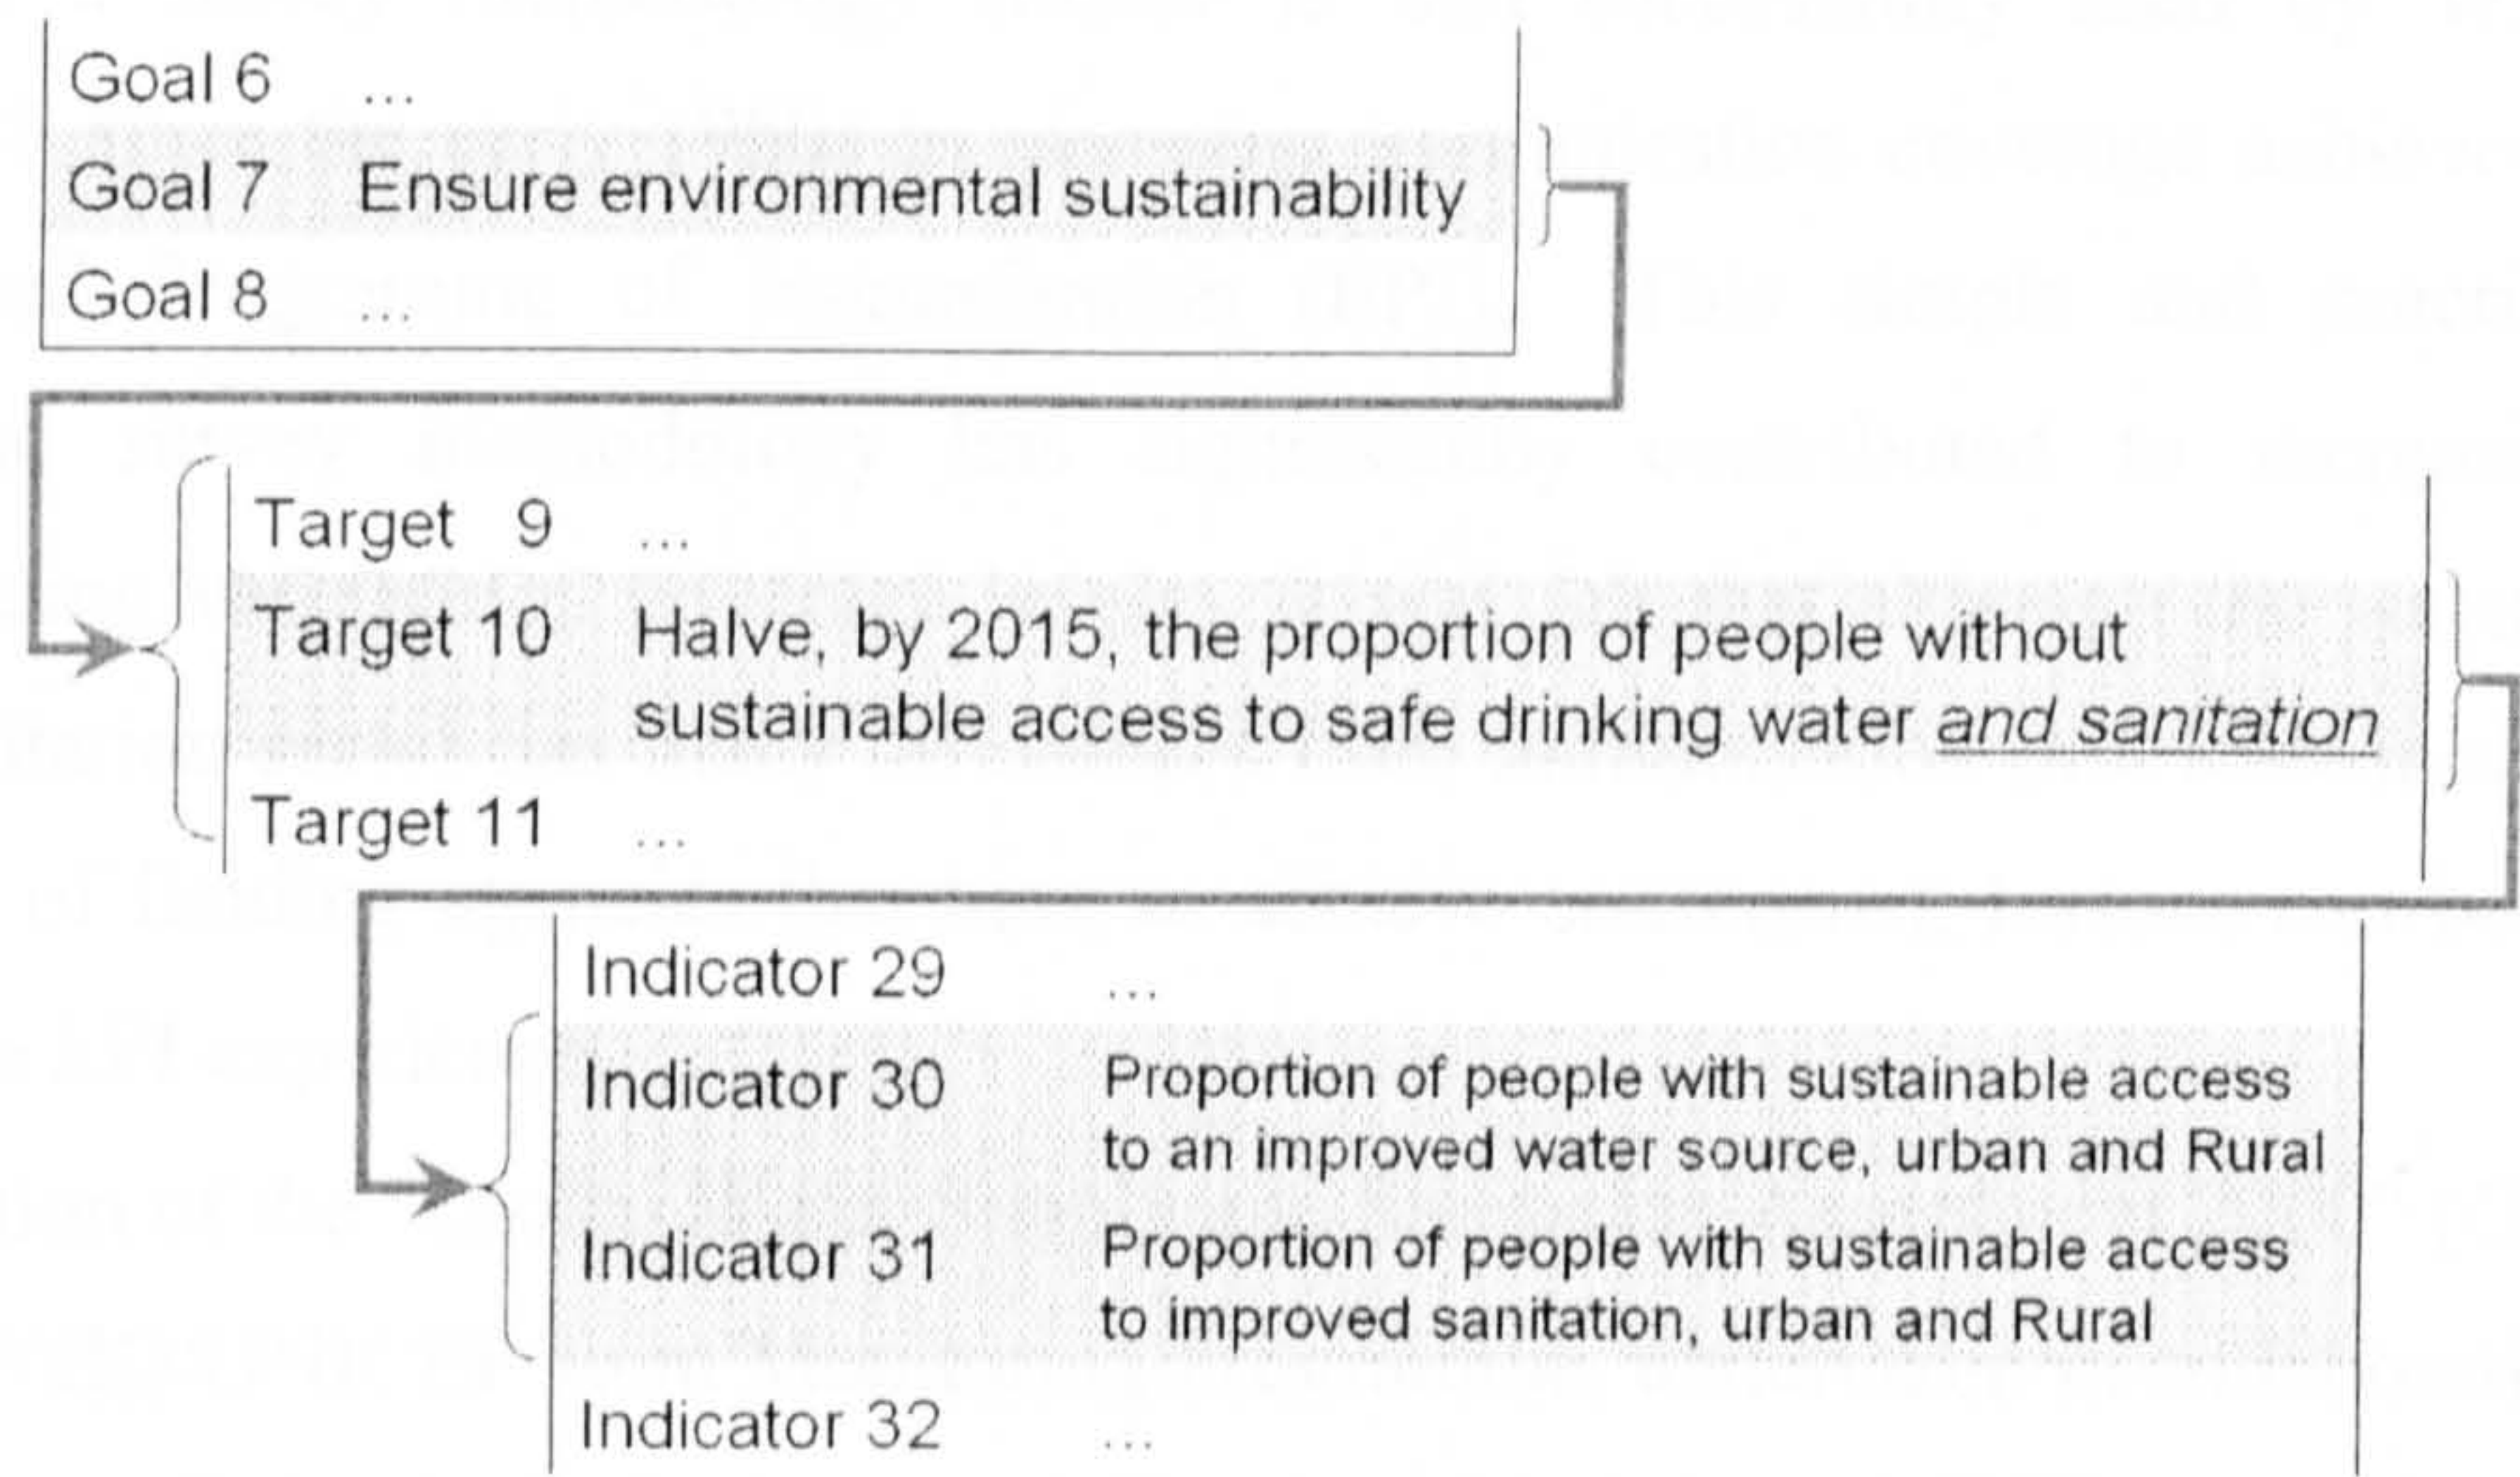 Goal 6 ...
Goal 7 Ensure environmental sustainability
Goal 8 ...
Target 9 ...
Target 10 Halve, by 2015, the proportion of people without
sustainable access to safe drinking water and sanitation
Target 11 ...
Indicator 29 ...
Indicator 30 Proportion of people with sustainable access
to an improved water source, urban and Rural
Indicator 31 Proportion of people with sustainable access
to improved sanitation, urban and Rural
Indicator 32 ...